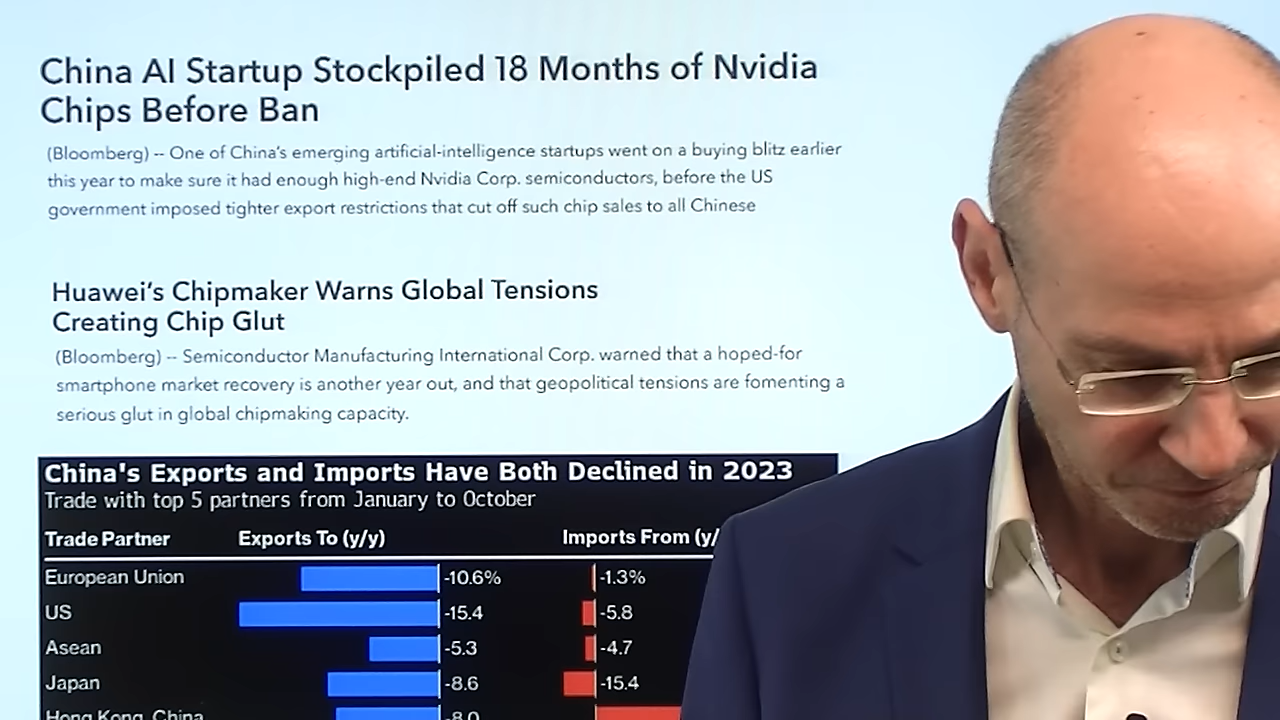 China AI Startup Stockpiled 18 Months of Nvidia
Chips Before Ban
(Bloomberg) -- One of China's emerging artificial-intelligence startups went on a buying blitz earlier
this year to make sure it had enough high-end Nvidia Corp. semiconductors, before the US
government imposed tighter export restrictions that cut off such chip sales to all Chinese
Huawei's Chipmaker Warns Global Tensions
Creating Chip Glut
(Bloomberg) -- Semiconductor Manufacturing International Corp. warned that a hoped-for
smartphone market recovery is another year out, and that geopolitical tensions are fomenting a
serious glut in global chipmaking capacity.
China's Exports and Imports Have Both Declined in 2023
Trade with top 5 partners from January to October
Trade Partner Exports To (y/y) Imports From (y/
European Union -10.6% -1.3%
US -15.4 -5.8
Asean -5.3 -4.7
Japan -8.6 -15.4
Hong Kong, China -8.0